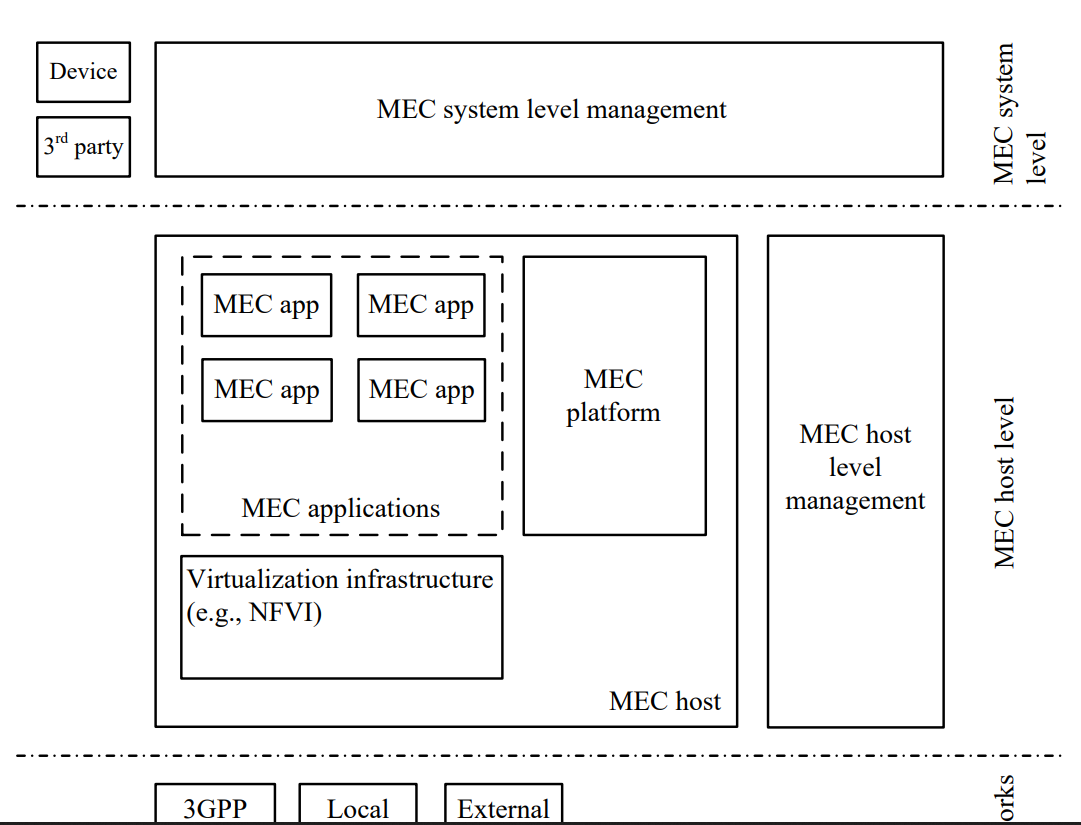 Device
MEC system level management
3rd party
MEC system
level
MEC app
MEC app
MEC app
MEC app
MEC applications
MEC
platform
MEC host
level
management
MEC host level
Virtualization infrastructure
(e.g., NFVI)
MEC host
3GPP
Local
External